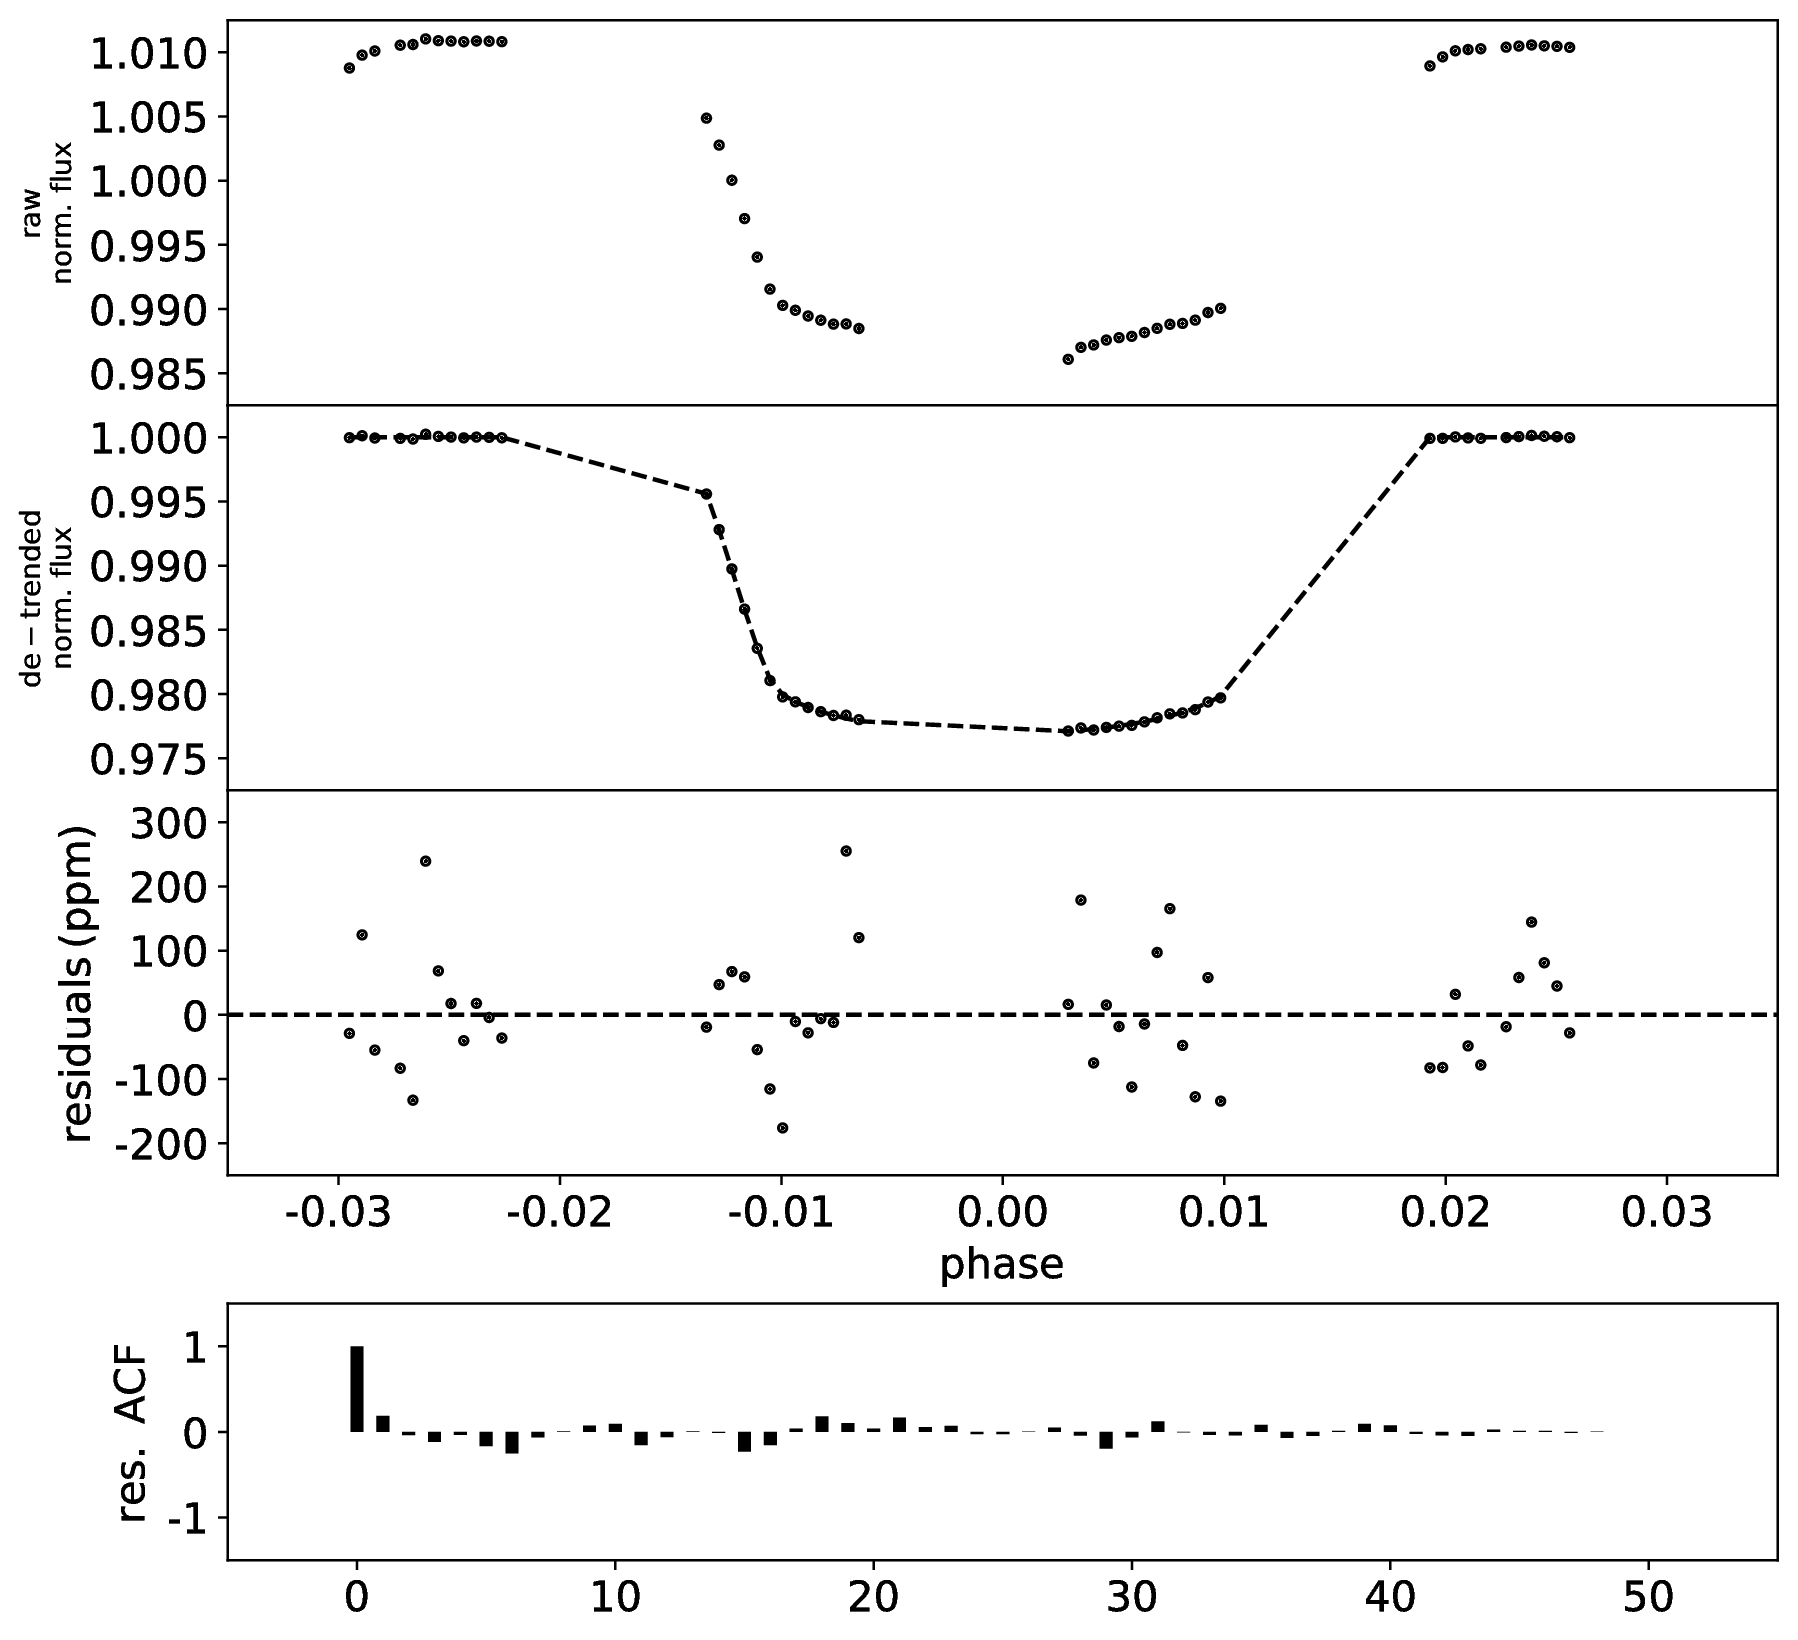 raw
norm. flux
1.010
1.005
1.000
0.995
0.990
0.985
de − trended
norm. flux
1.000
0.995
0.990
0.985
0.980
0.975
residuals (ppm)
300
200
100
0
-100
-200
-0.03 -0.02 -0.01 0.00 0.01 0.02 0.03
phase
res. ACF
1
0
-1
0 10 20 30 40 50